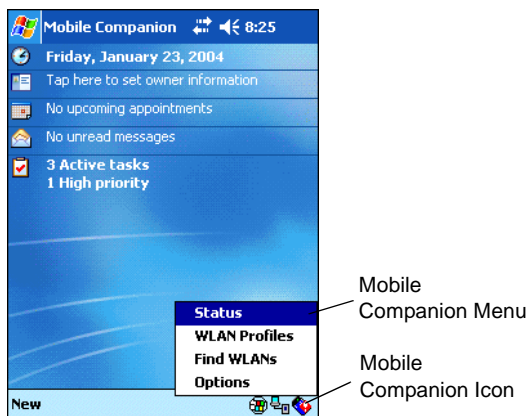 Mobile Companion 8:25
Friday, January 23, 2004
Tap here to set owner information
No upcoming appointments
No unread messages
3 Active tasks
1 High priority
Status
WLAN Profiles
Find WLANs
Options
New
Mobile
Companion Menu
Mobile
Companion Icon